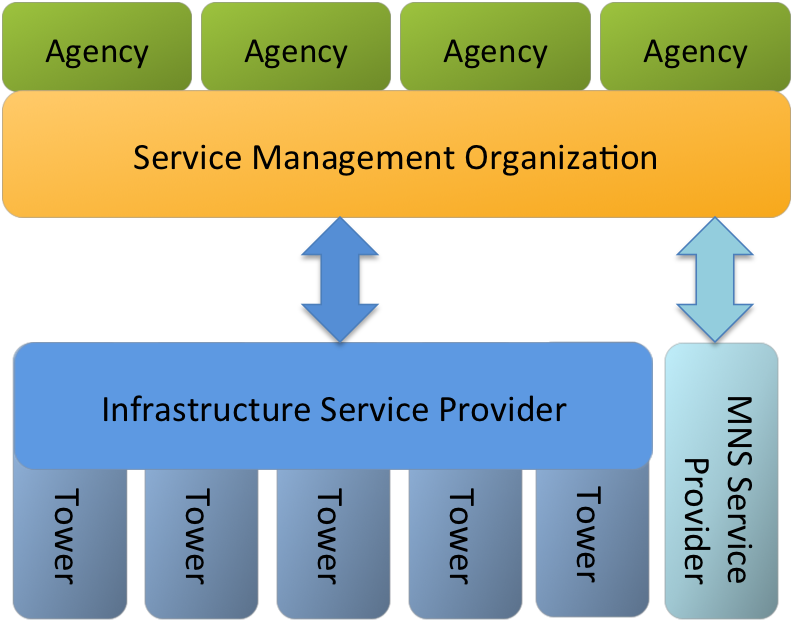 Agency
Agency
Agency
Agency
Service Management Organization
Infrastructure Service Provider
Tower
Tower
Tower
Tower
Tower
MNS Service
Provider